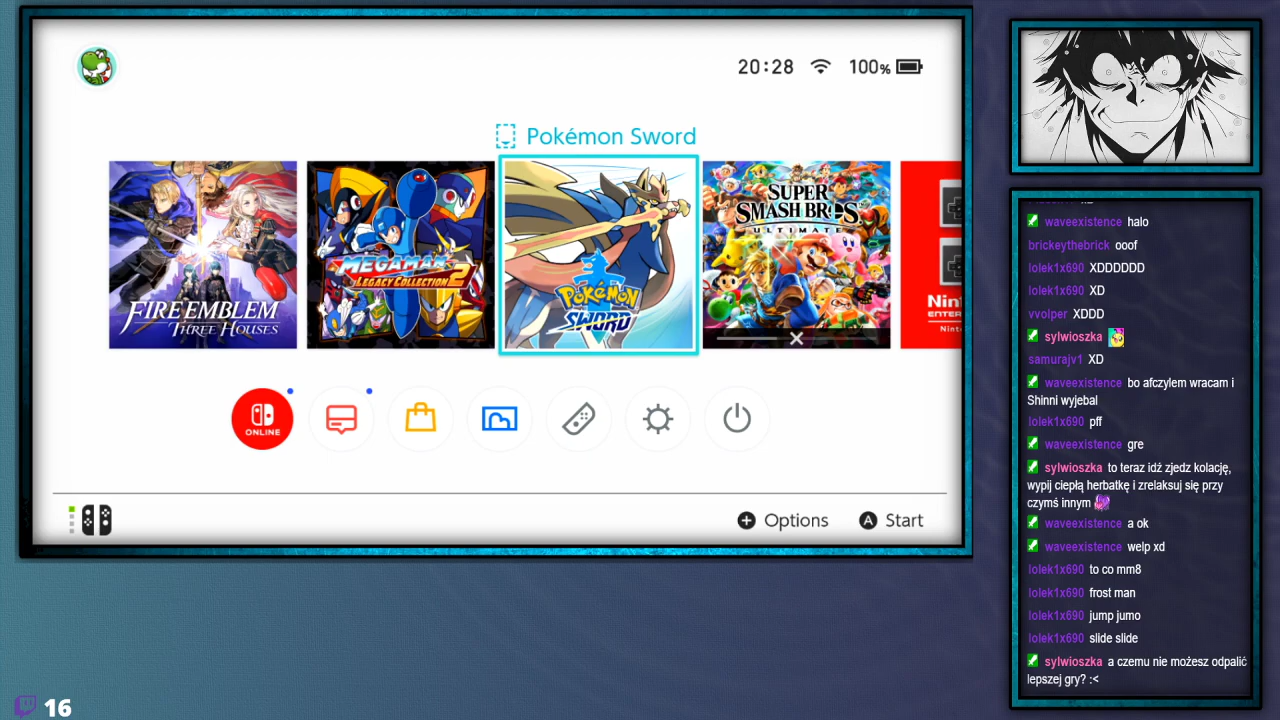 20:28
100%
Pokémon Sword
FIRE EMBLEM
THREE HOUSES
MEGAMAN
LEGACY COLLECTION 2
POKÉMON
SWORD
SUPER
SMASH BROS.
ULTIMATE
Nin
ENTER
Nint
ONLINE
Options
Start
16
waveexistence halo
brickeythebrick ooof
lolek1x690 XDDDDDD
lolek1x690 XD
vvolper XDDD
sylwioszka
samurajv1 XD
waveexistence bo afczylem wracam i
Shinni wyjebal
lolek1x690 pff
waveexistence gre
sylwioszka to teraz idź zjedz kolację,
wypij ciepłą herbatkę i zrelaksuj się przy
czymś innym
waveexistence a ok
waveexistence welp xd
lolek1x690 to co mm8
lolek1x690 frost man
lolek1x690 jump jumo
lolek1x690 slide slide
sylwioszka a czemu nie możesz odpalić
lepszej gry? :<